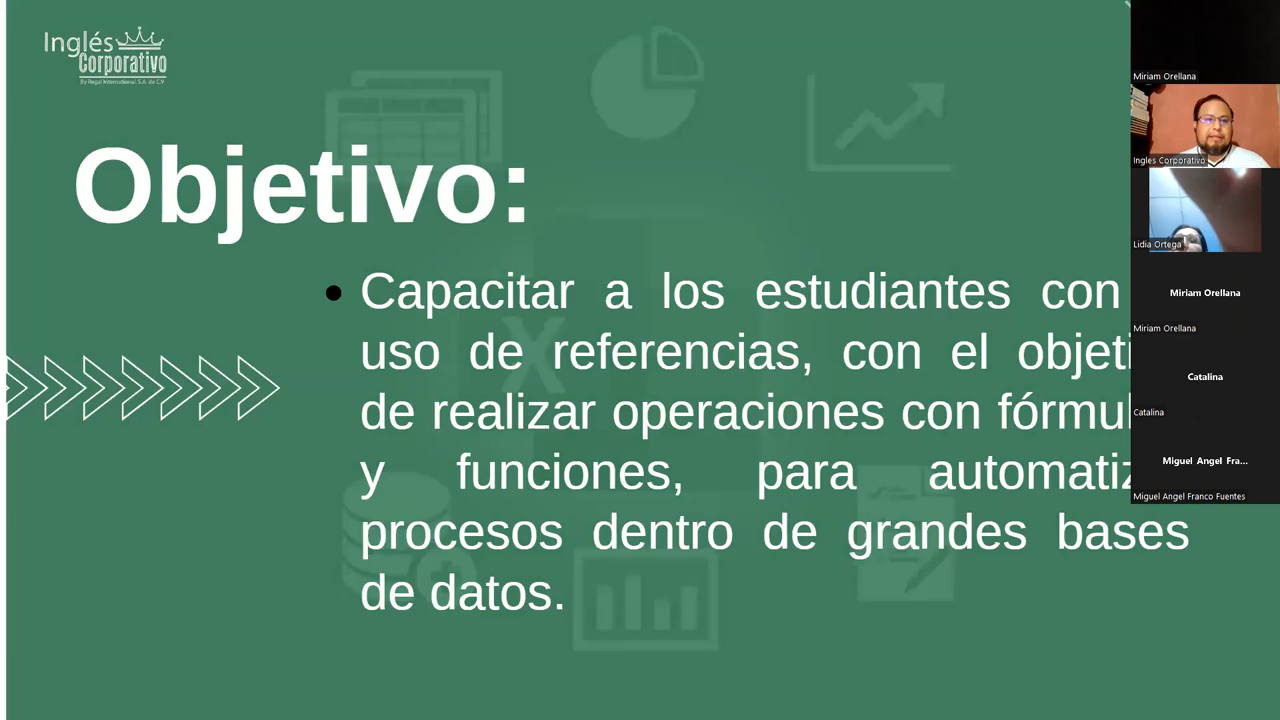 Inglés
Corporativo
By Regal International, S.A. de C.V
Objetivo:
Capacitar a los estudiantes con
uso de referencias, con el objeti
de realizar operaciones con fórmul
y funciones, para automatiz
procesos dentro de grandes bases
de datos.
Miriam Orellana
Ingles Corporativo
Lidia Ortega
Miriam Orellana
Miriam Orellana
Catalina
Catalina
Miguel Angel Fra...
Miguel Angel Franco Fuentes